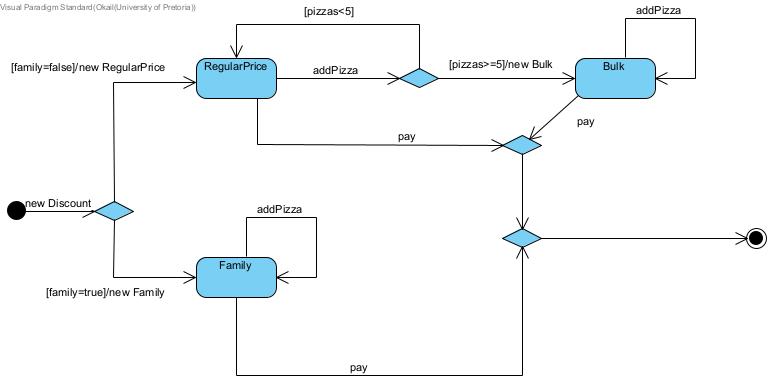 Visual Paradigm Standard(Okail(University of Pretoria))
[pizzas<5]
addPizza
[family=false]/new RegularPrice
RegularPrice
addPizza
[pizzas>=5]/new Bulk
Bulk
pay
pay
new Discount
addPizza
Family
[family=true]/new Family
pay